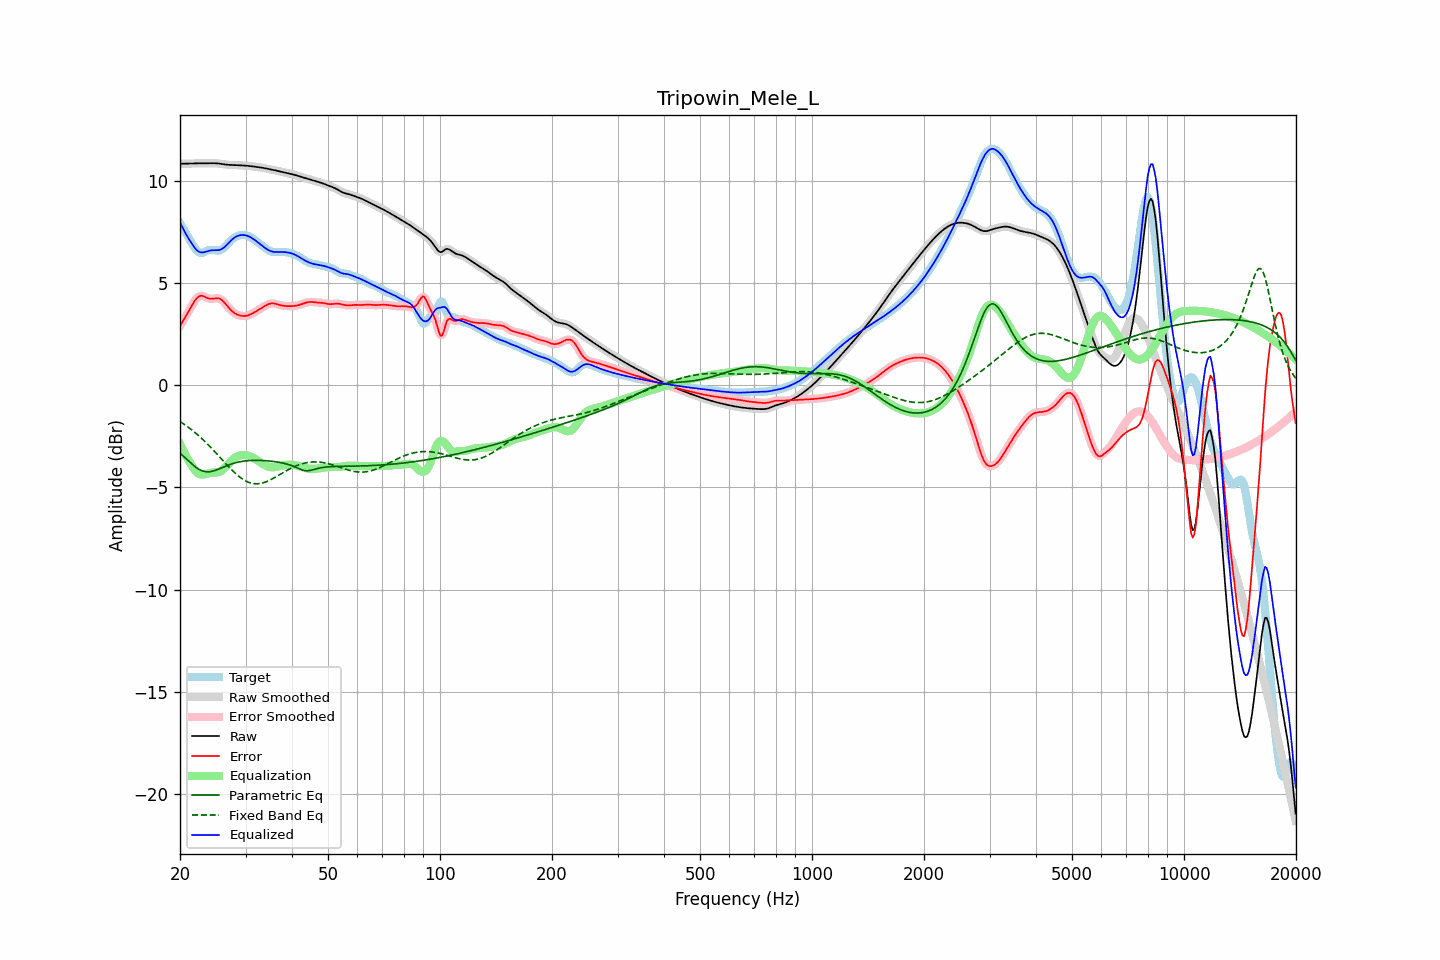 Tripowin_Mele_L
Amplitude (dBr)
10
5
0
−5
−10
−15
−20
Target
Raw Smoothed
Error Smoothed
Raw
Error
Equalization
Parametric Eq
Fixed Band Eq
Equalized
20 50 100 200 500 1000 2000 5000 10000 20000
Frequency (Hz)